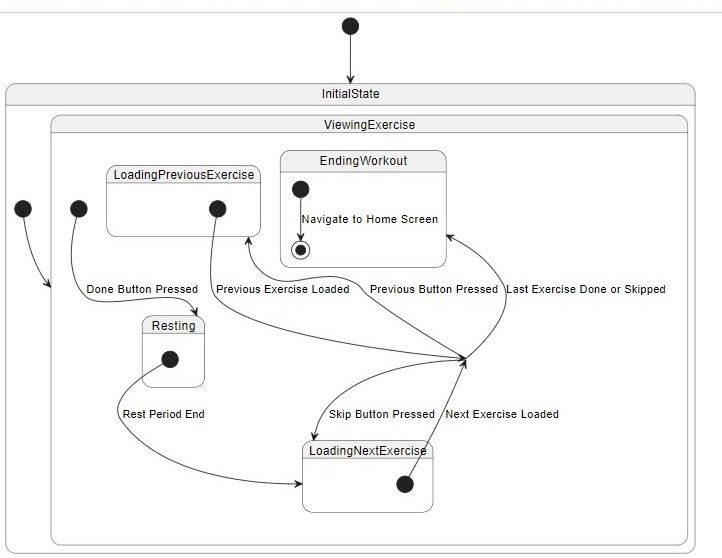 InitialState
ViewingExercise
EndingWorkout
LoadingPreviousExercise
Navigate to Home Screen
Done Button Pressed
Previous Exercise Loaded
Previous Button Pressed
Last Exercise Done or Skipped
Resting
Rest Period End
Skip Button Pressed
Next Exercise Loaded
LoadingNextExercise